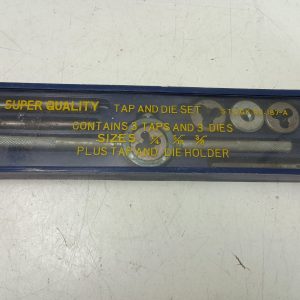 SUPER QUALITY TAP AND DIE SET
CONTAINS 3 TAPS AND 3 DIES
SIZES
PLUS TAP AND DIE HOLDER